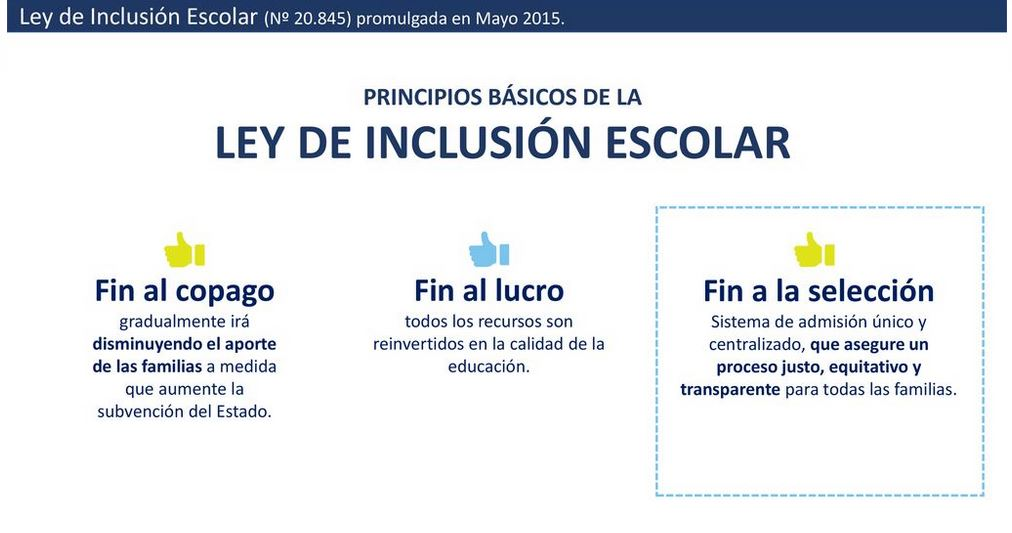 Ley de Inclusión Escolar (Nº 20.845) promulgada en Mayo 2015.
PRINCIPIOS BÁSICOS DE LA
LEY DE INCLUSIÓN ESCOLAR
Fin al copago
gradualmente irá
disminuyendo el aporte
de las familias a medida
que aumente la
subvención del Estado.
Fin al lucro
todos los recursos son
reinvertidos en la calidad de la
educación.
Fin a la selección
Sistema de admisión único y
centralizado, que asegure un
proceso justo, equitativo y
transparente para todas las familias.